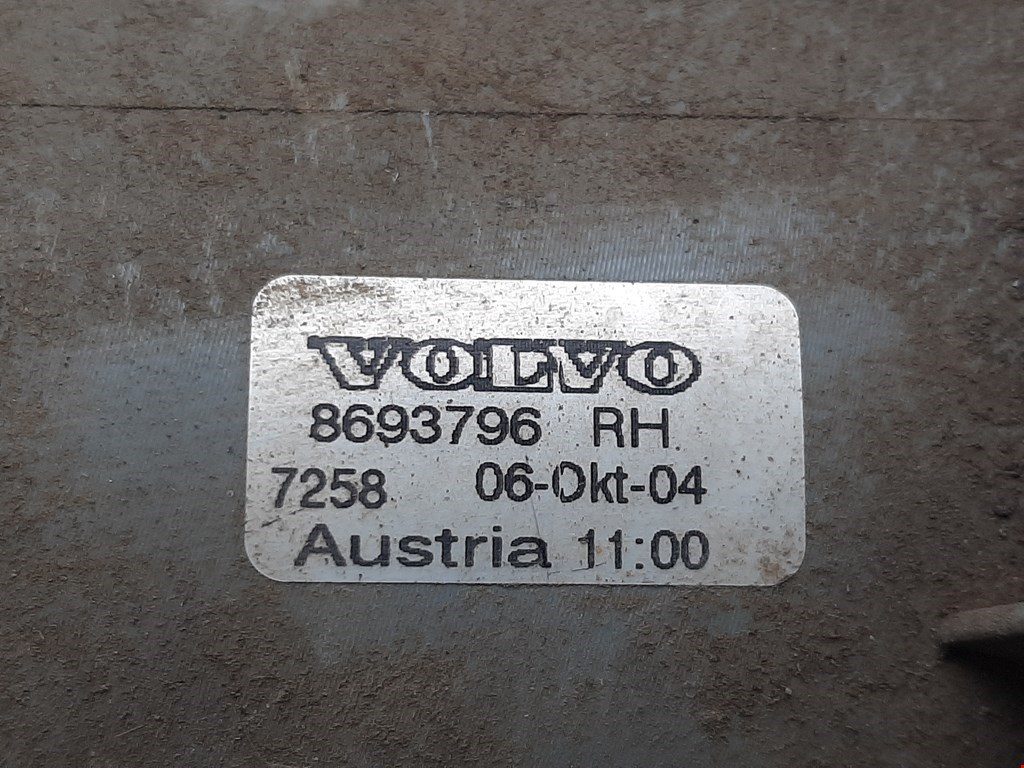 VOLVO
8693796 RH
7258 06-Okt-04
Austria 11:00